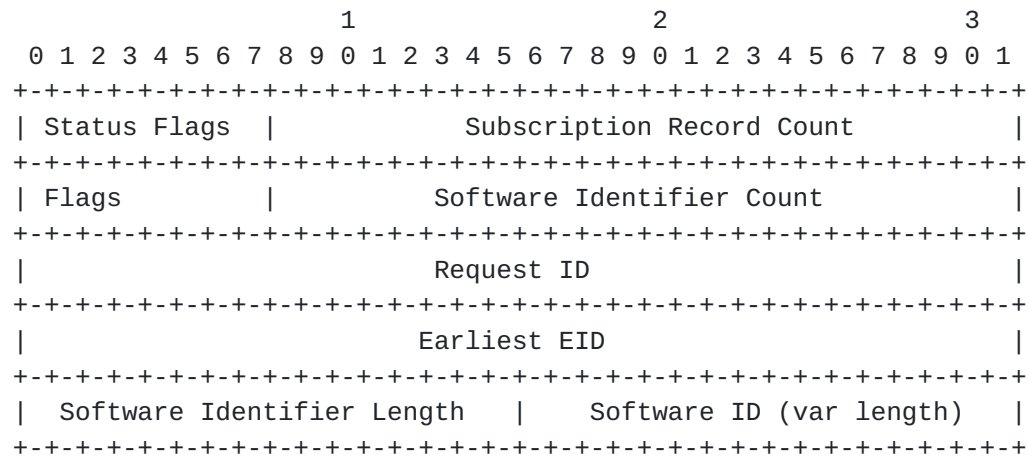 1                   2                   3
 0 1 2 3 4 5 6 7 8 9 0 1 2 3 4 5 6 7 8 9 0 1 2 3 4 5 6 7 8 9 0 1
+-+-+-+-+-+-+-+-+-+-+-+-+-+-+-+-+-+-+-+-+-+-+-+-+-+-+-+-+-+-+-+-+
| Status Flags  |            Subscription Record Count          |
+-+-+-+-+-+-+-+-+-+-+-+-+-+-+-+-+-+-+-+-+-+-+-+-+-+-+-+-+-+-+-+-+
| Flags         |          Software Identifier Count            |
+-+-+-+-+-+-+-+-+-+-+-+-+-+-+-+-+-+-+-+-+-+-+-+-+-+-+-+-+-+-+-+-+
|                          Request ID                           |
+-+-+-+-+-+-+-+-+-+-+-+-+-+-+-+-+-+-+-+-+-+-+-+-+-+-+-+-+-+-+-+-+
|                         Earliest EID                          |
+-+-+-+-+-+-+-+-+-+-+-+-+-+-+-+-+-+-+-+-+-+-+-+-+-+-+-+-+-+-+-+-+
|  Software Identifier Length   |    Software ID (var length)   |
+-+-+-+-+-+-+-+-+-+-+-+-+-+-+-+-+-+-+-+-+-+-+-+-+-+-+-+-+-+-+-+-+